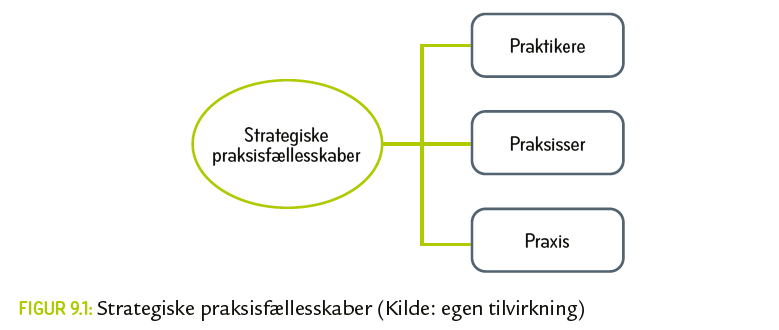 Praktikere
Strategiske
praksisfællesskaber
Praksisser
Praxis
FIGUR 9.1: Strategiske praksisfællesskaber (Kilde: egen tilvirkning)